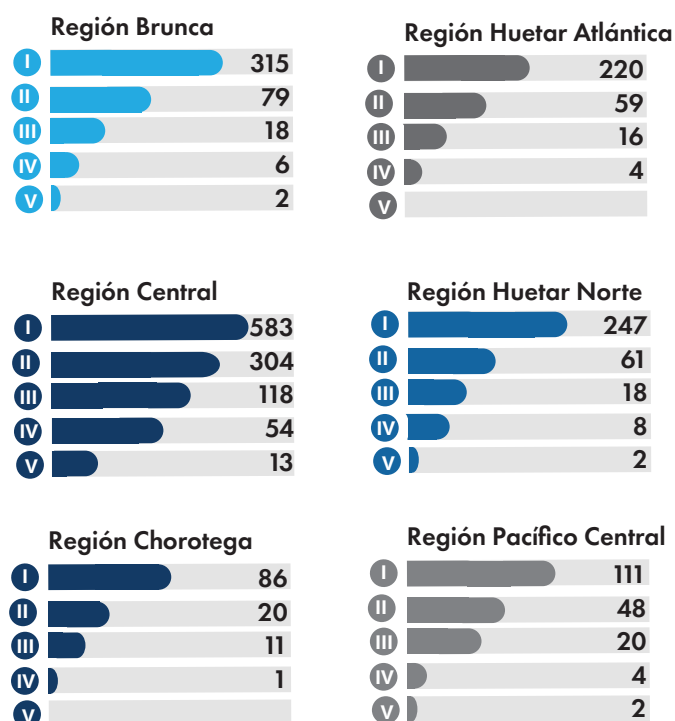 Región Brunca
I 315
II 79
III 18
IV 6
V 2
Región Huetar Atlántica
I 220
II 59
III 16
IV 4
V
Región Central
I 583
II 304
III 118
IV 54
V 13
Región Huetar Norte
I 247
II 61
III 18
IV 8
V 2
Región Chorotega
I 86
II 20
III 11
IV 1
V
Región Pacífico Central
I 111
II 48
III 20
IV 4
V 2